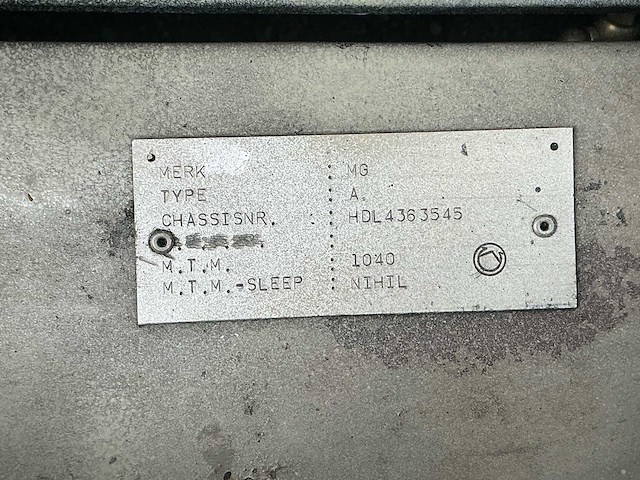 MERK : MG
TYPE : A.
CHASSISNR. : HDL4363545
M.T.M. : 1040
M.T.M.-SLEEP : NIHIL